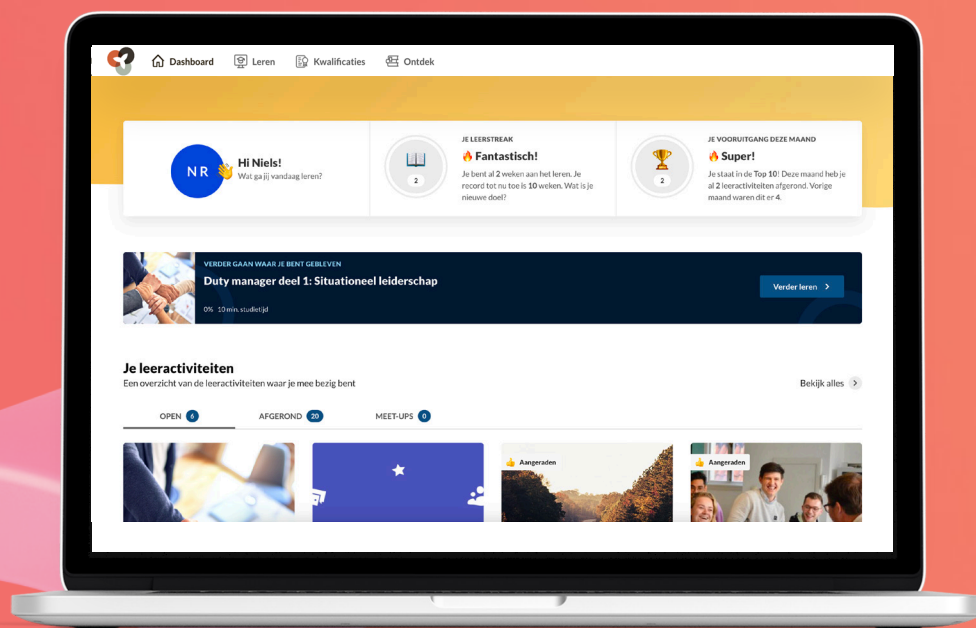 Dashboard
Leren
Kwalificaties
Ontdek
NR
Hi Niels!
Wat ga jij vandaag leren?
2
JE LEERSTREAK
Fantastisch!
Je bent al 2 weken aan het leren. Je
record tot nu toe is 10 weken. Wat is je
nieuwe doel?
2
JE VOORUITGANG DEZE MAAND
Super!
Je staat in de Top 10! Deze maand heb je
al 2 leeractiviteiten afgerond. Vorige
maand waren dit er 4.
VERDER GAAN WAAR JE BENT GEBLEVEN
Duty manager deel 1: Situationeel leiderschap
0% 10 min. studietijd
Verder leren
Je leeractiviteiten
Een overzicht van de leeractiviteiten waar je mee bezig bent
Bekijk alles
OPEN 6
AFGEROND 20
MEET-UPS 0
Aangeraden
Aangeraden